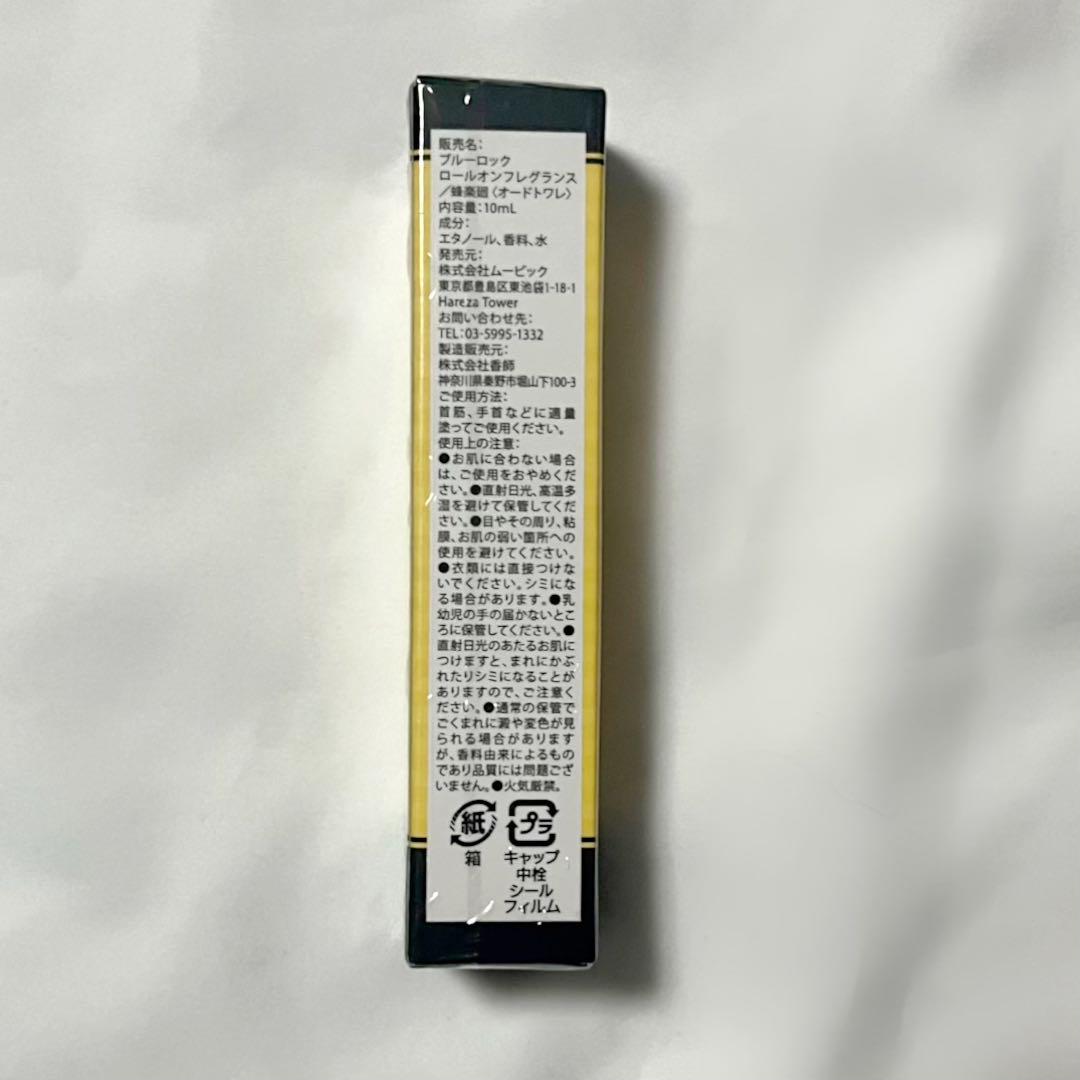 販売名：
ブルーロック
ロールオンフレグランス
／蜂楽廻〈オードトワレ〉
内容量：10mL
成分：
エタノール、香料、水
発売元：
株式会社ムービック
東京都豊島区東池袋1-18-1
Hareza Tower
お問い合わせ先：
TEL：03-5995-1332
製造販売元：
株式会社香師
神奈川県秦野市堀山下100-3
ご使用方法：
首筋、手首などに適量
塗ってご使用ください。
使用上の注意：
●お肌に合わない場合
は、ご使用をおやめくだ
さい。●直射日光、高温多
湿を避けて保管してくだ
さい。●目やその周り、粘
膜、お肌の弱い箇所への
使用を避けてください。
●衣類には直接つけな
いでください。シミにな
る場合があります。●乳
幼児の手の届かないとこ
ろに保管してください。●
直射日光のあたるお肌に
つけますと、まれにかぶ
れたりシミになることが
ありますので、ご注意く
ださい。●通常の保管で
ごくまれに澱や変色が見
られる場合があります
が、香料由来によるもの
であり品質には問題ござ
いません。●火気厳禁。
紙 プラ
箱 キャップ
中栓
シール
フィルム